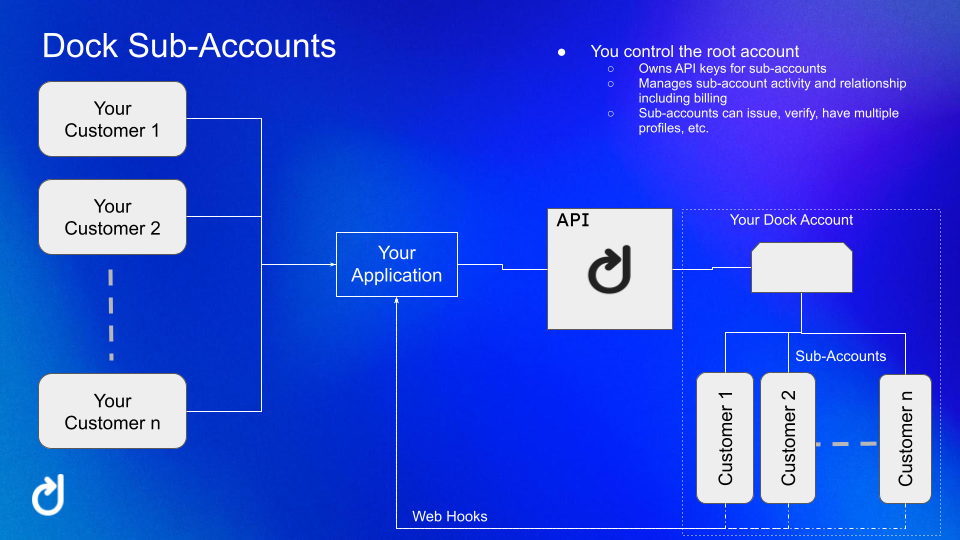 Dock Sub-Accounts
● You control the root account
○ Owns API keys for sub-accounts
○ Manages sub-account activity and relationship
including billing
○ Sub-accounts can issue, verify, have multiple
profiles, etc.
Your
Customer 1
Your
Customer 2
Your
Customer n
Your
Application
API
Your Dock Account
Sub-Accounts
Customer 1
Customer 2
Customer n
Web Hooks